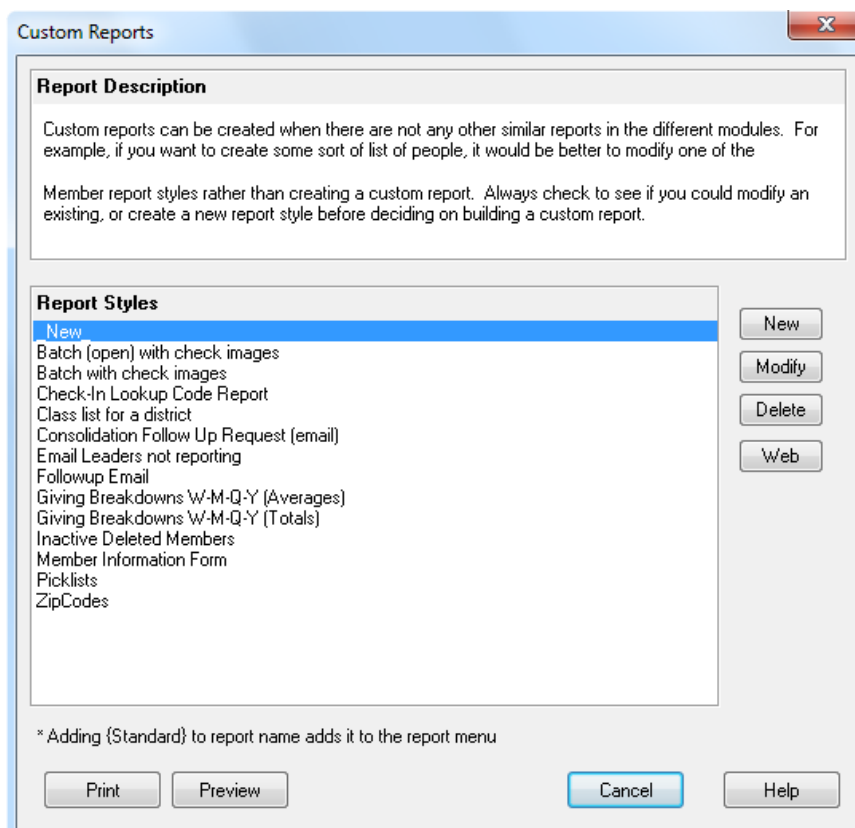 Custom Reports
Report Description
Custom reports can be created when there are not any other similar reports in the different modules.  For
example, if you want to create some sort of list of people, it would be better to modify one of the
Member report styles rather than creating a custom report.  Always check to see if you could modify an
existing, or create a new report style before deciding on building a custom report.
Report Styles
_New_
Batch (open) with check images
Batch with check images
Check-In Lookup Code Report
Class list for a district
Consolidation Follow Up Request (email)
Email Leaders not reporting
Followup Email
Giving Breakdowns W-M-Q-Y (Averages)
Giving Breakdowns W-M-Q-Y (Totals)
Inactive Deleted Members
Member Information Form
Picklists
ZipCodes
New
Modify
Delete
Web
* Adding {Standard} to report name adds it to the report menu
Print
Preview
Cancel
Help